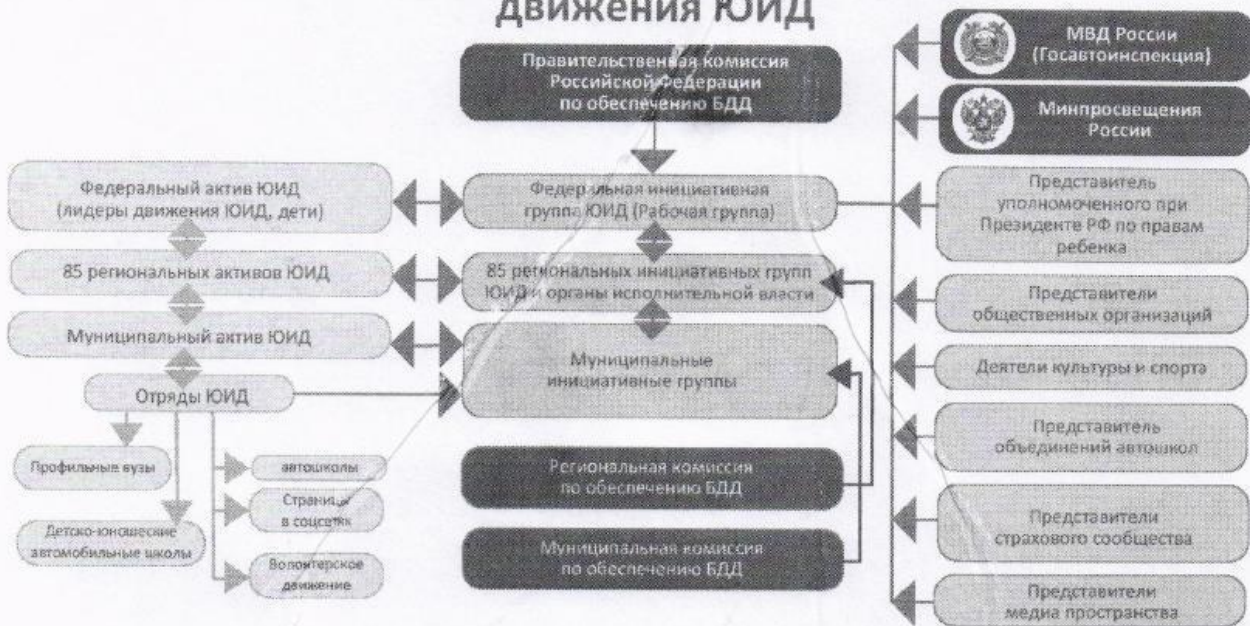 движения ЮИД
Правительственная комиссия
Российской Федерации
по обеспечению БДД
МВД России
(Госавтоинспекция)
Минпросвещения
России
Федеральный актив ЮИД
(лидеры движения ЮИД, дети)
Федеральная инициативная
группа ЮИД (Рабочая группа)
Представитель
уполномоченного при
Президенте РФ по правам
ребенка
85 региональных активов ЮИД
85 региональных инициативных групп
ЮИД и органы исполнительной власти
Представители
общественных организаций
Муниципальный актив ЮИД
Муниципальные
инициативные группы
Деятели культуры и спорта
Отряды ЮИД
Представитель
объединений автошкол
Профильные вузы
автошколы
Региональная комиссия
по обеспечению БДД
Страницы
в соцсетях
Представители
страхового сообщества
Детско-юношеские
автомобильные школы
Муниципальная комиссия
по обеспечению БДД
Волонтерское
движение
Представители
медиа пространства